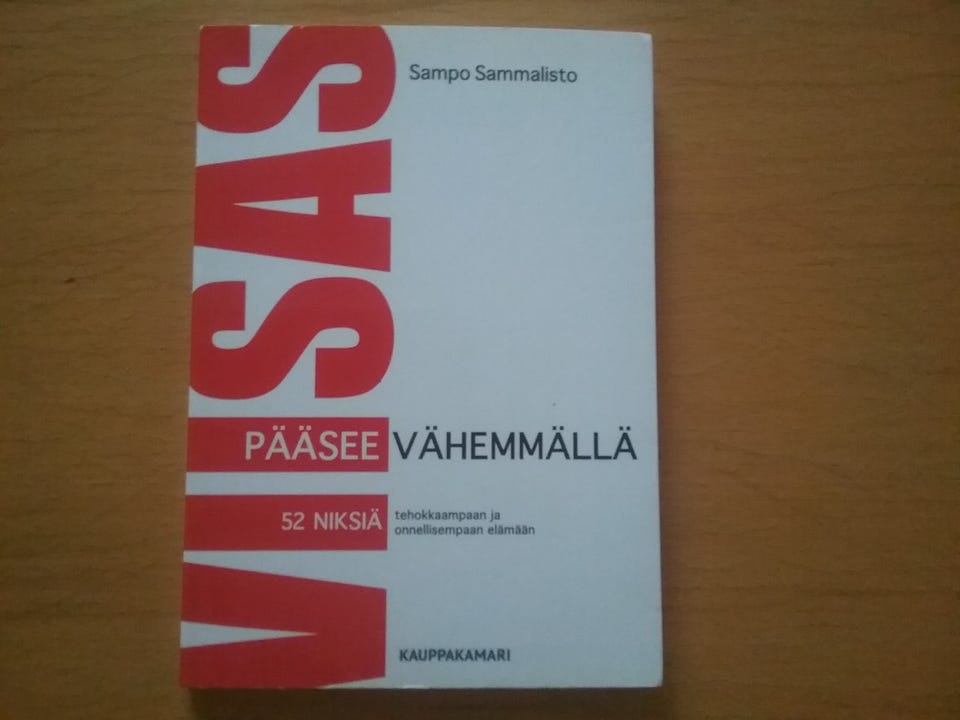 Sampo Sammalisto
VIISAS
PÄÄSEE VÄHEMMÄLLÄ
52 NIKSIÄ tehokkaampaan ja
onnellisempaan elämään
KAUPPAKAMARI